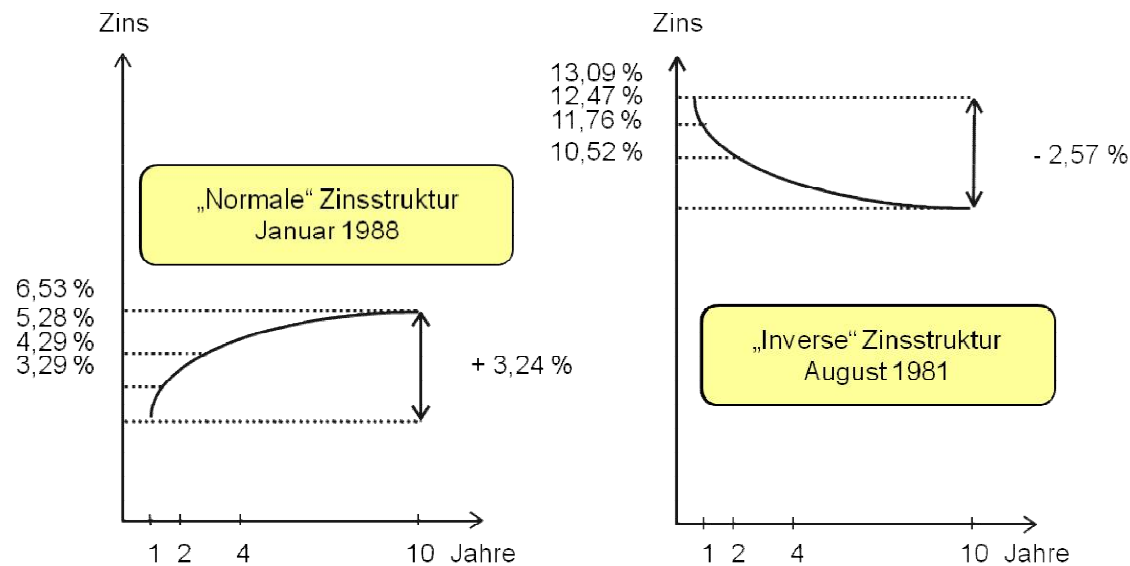 Zins
„Normale“ Zinsstruktur
Januar 1988
6,53 %
5,28 %
4,29 %
3,29 %
+ 3,24 %
1 2 4 10 Jahre
Zins
13,09 %
12,47 %
11,76 %
10,52 %
- 2,57 %
„Inverse“ Zinsstruktur
August 1981
1 2 4 10 Jahre